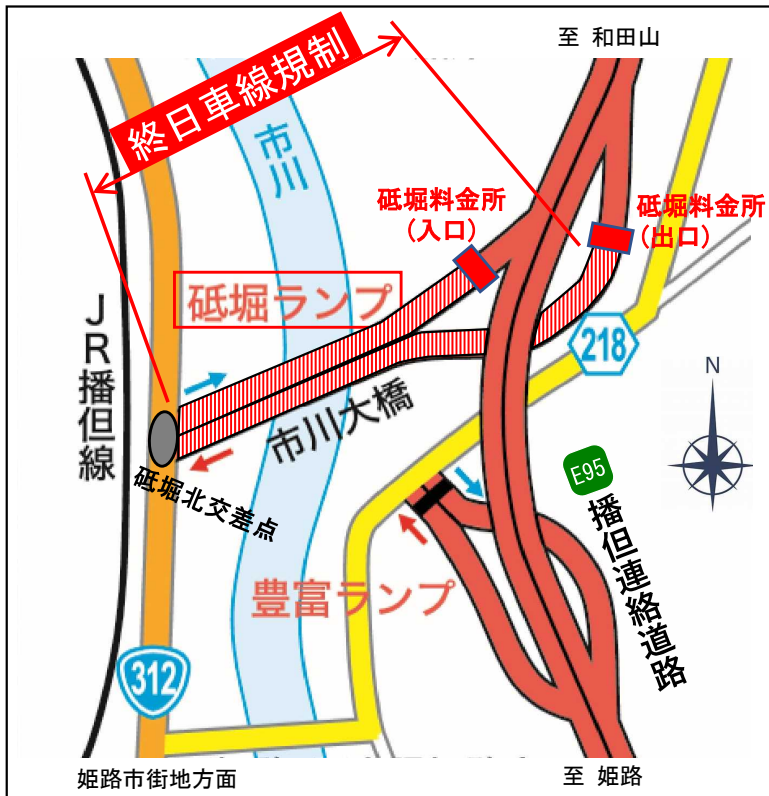 至 和田山
終日車線規制
市川
砥堀料金所
(入口)
砥堀料金所
(出口)
砥堀ランプ
JR播但線
218
N
市川大橋
砥堀北交差点
E95
播但連絡道路
豊富ランプ
312
姫路市街地方面
至 姫路